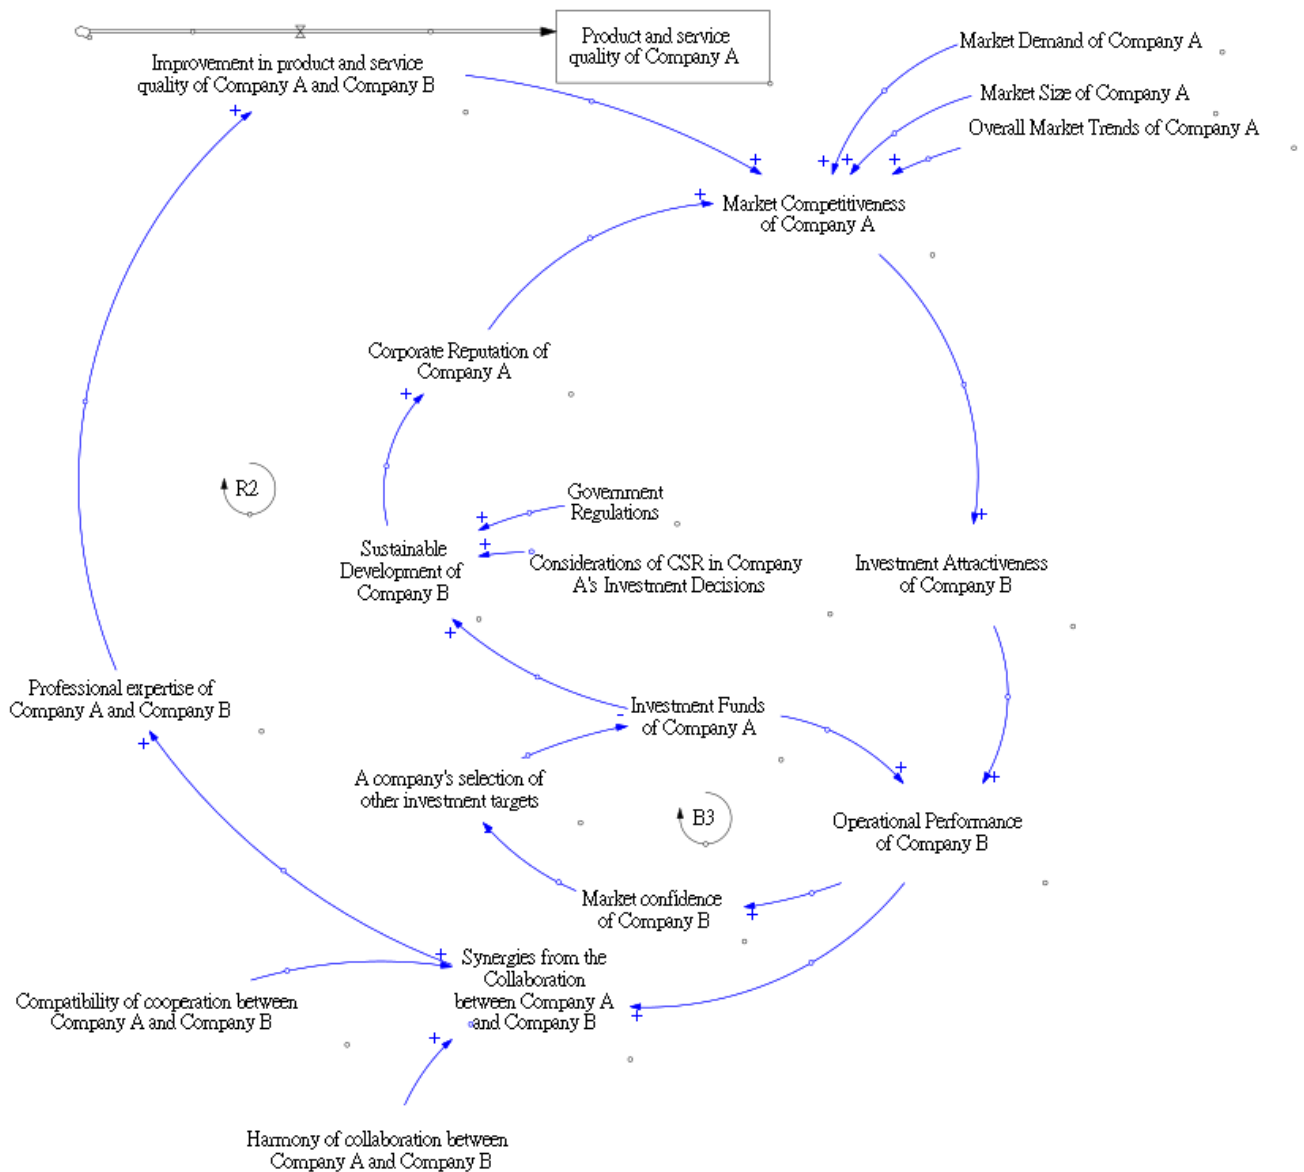 Product and service
quality of Company A
Improvement in product and service
quality of Company A and Company B
Market Demand of Company A
Market Size of Company A
Overall Market Trends of Company A
+
+
+
+
+
+
Market Competitiveness
of Company A
Corporate Reputation of
Company A
+
R2
Government
Regulations
+
+
+
Sustainable
Development of
Company B
Considerations of CSR in Company
A's Investment Decisions
Investment Attractiveness
of Company B
+
Professional expertise of
Company A and Company B
+
Investment Funds
of Company A
-
+
+
A company's selection of
other investment targets
-
B3
Operational Performance
of Company B
Market confidence
of Company B
+
+
Synergies from the
Collaboration
between Company A
and Company B
+
+
Compatibility of cooperation between
Company A and Company B
Harmony of collaboration between
Company A and Company B